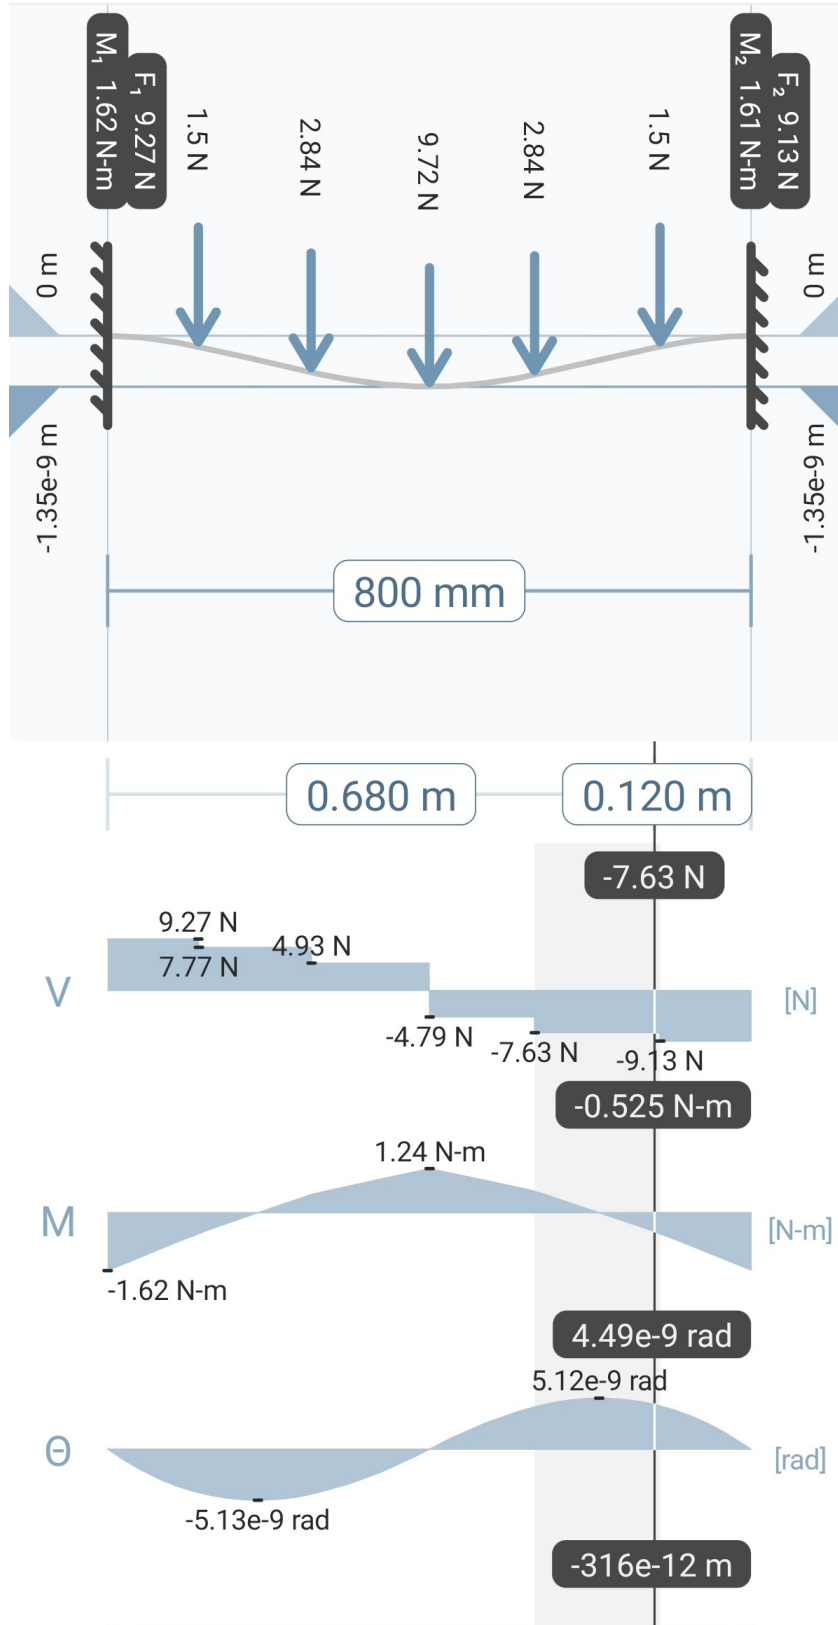 M₁ 1.62 N-m
F₁ 9.27 N
1.5 N
2.84 N
9.72 N
2.84 N
1.5 N
M₂ 1.61 N-m
F₂ 9.13 N
0 m
0 m
-1.35e-9 m
-1.35e-9 m
800 mm
0.680 m
0.120 m
-7.63 N
9.27 N
4.93 N
7.77 N
V
[N]
-4.79 N
-7.63 N
-9.13 N
-0.525 N-m
1.24 N-m
M
[N-m]
-1.62 N-m
4.49e-9 rad
5.12e-9 rad
Θ
[rad]
-5.13e-9 rad
-316e-12 m